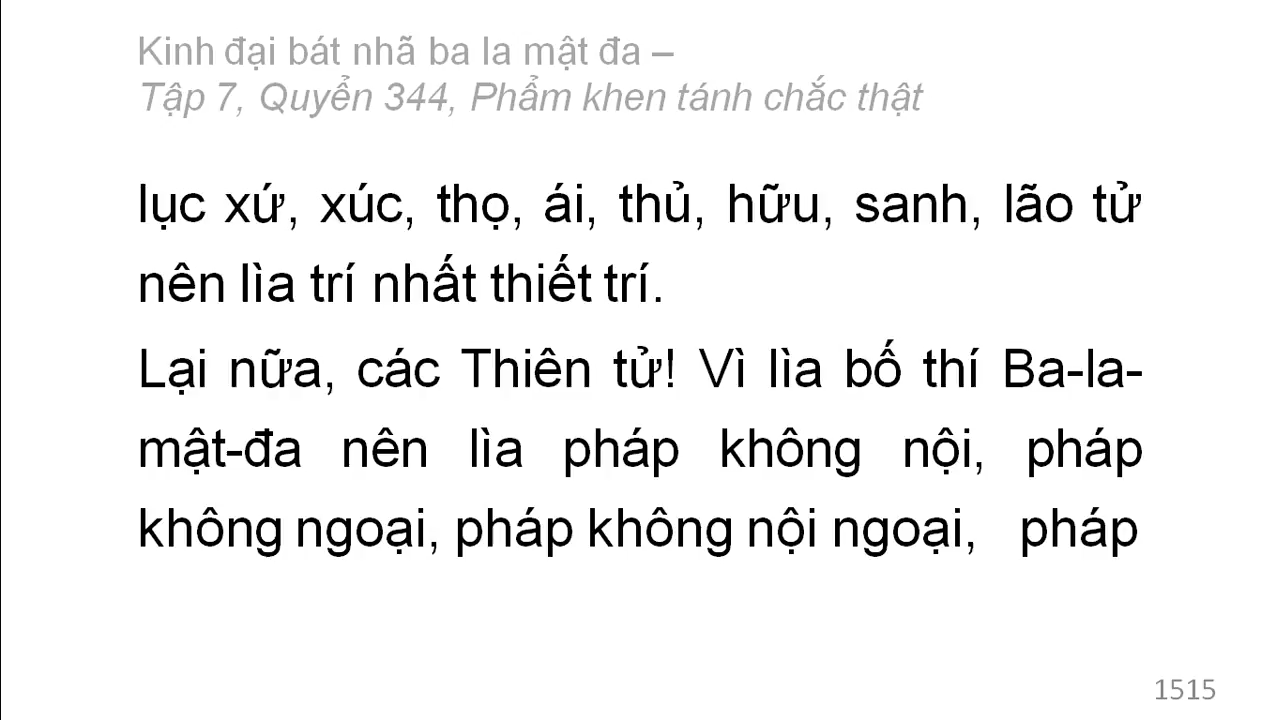 Kinh đại bát nhã ba la mật đa –
Tập 7, Quyển 344, Phẩm khen tánh chắc thật
lục xứ, xúc, thọ, ái, thủ, hữu, sanh, lão tử
nên lìa trí nhất thiết trí.
Lại nữa, các Thiên tử! Vì lìa bố thí Ba-la-
mật-đa nên lìa pháp không nội, pháp
không ngoại, pháp không nội ngoại, pháp
1515